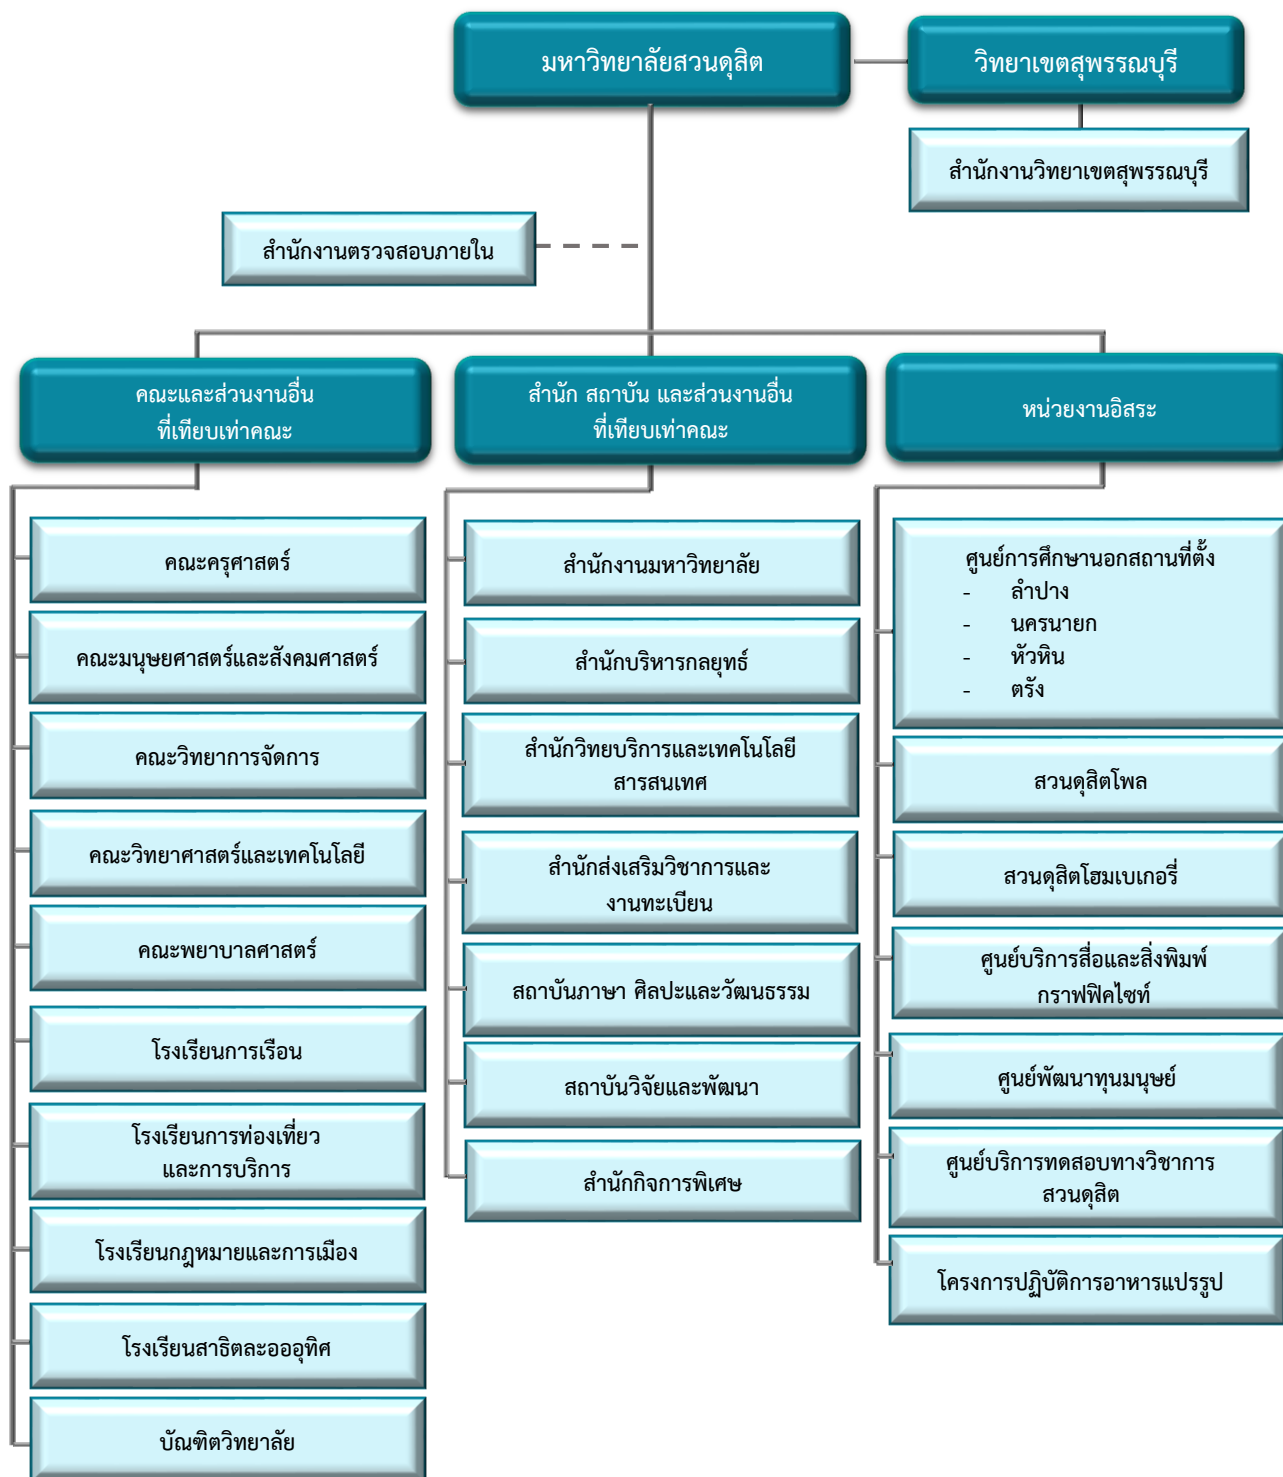 มหาวิทยาลัยสวนดุสิต
วิทยาเขตสุพรรณบุรี
สำนักงานวิทยาเขตสุพรรณบุรี
สำนักงานตรวจสอบภายใน
คณะและส่วนงานอื่น
ที่เทียบเท่าคณะ
คณะครุศาสตร์
คณะมนุษยศาสตร์และสังคมศาสตร์
คณะวิทยาการจัดการ
คณะวิทยาศาสตร์และเทคโนโลยี
คณะพยาบาลศาสตร์
โรงเรียนการเรือน
โรงเรียนการท่องเที่ยว
และการบริการ
โรงเรียนกฎหมายและการเมือง
โรงเรียนสาธิตละอออุทิศ
บัณฑิตวิทยาลัย
สำนัก สถาบัน และส่วนงานอื่น
ที่เทียบเท่าคณะ
สำนักงานมหาวิทยาลัย
สำนักบริหารกลยุทธ์
สำนักวิทยบริการและเทคโนโลยี
สารสนเทศ
สำนักส่งเสริมวิชาการและ
งานทะเบียน
สถาบันภาษา ศิลปะและวัฒนธรรม
สถาบันวิจัยและพัฒนา
สำนักกิจการพิเศษ
หน่วยงานอิสระ
ศูนย์การศึกษานอกสถานที่ตั้ง
- ลำปาง
- นครนายก
- หัวหิน
- ตรัง
สวนดุสิตโพล
สวนดุสิตโฮมเบเกอรี่
ศูนย์บริการสื่อและสิ่งพิมพ์
กราฟฟิคไซท์
ศูนย์พัฒนาทุนมนุษย์
ศูนย์บริการทดสอบทางวิชาการ
สวนดุสิต
โครงการปฏิบัติการอาหารแปรรูป